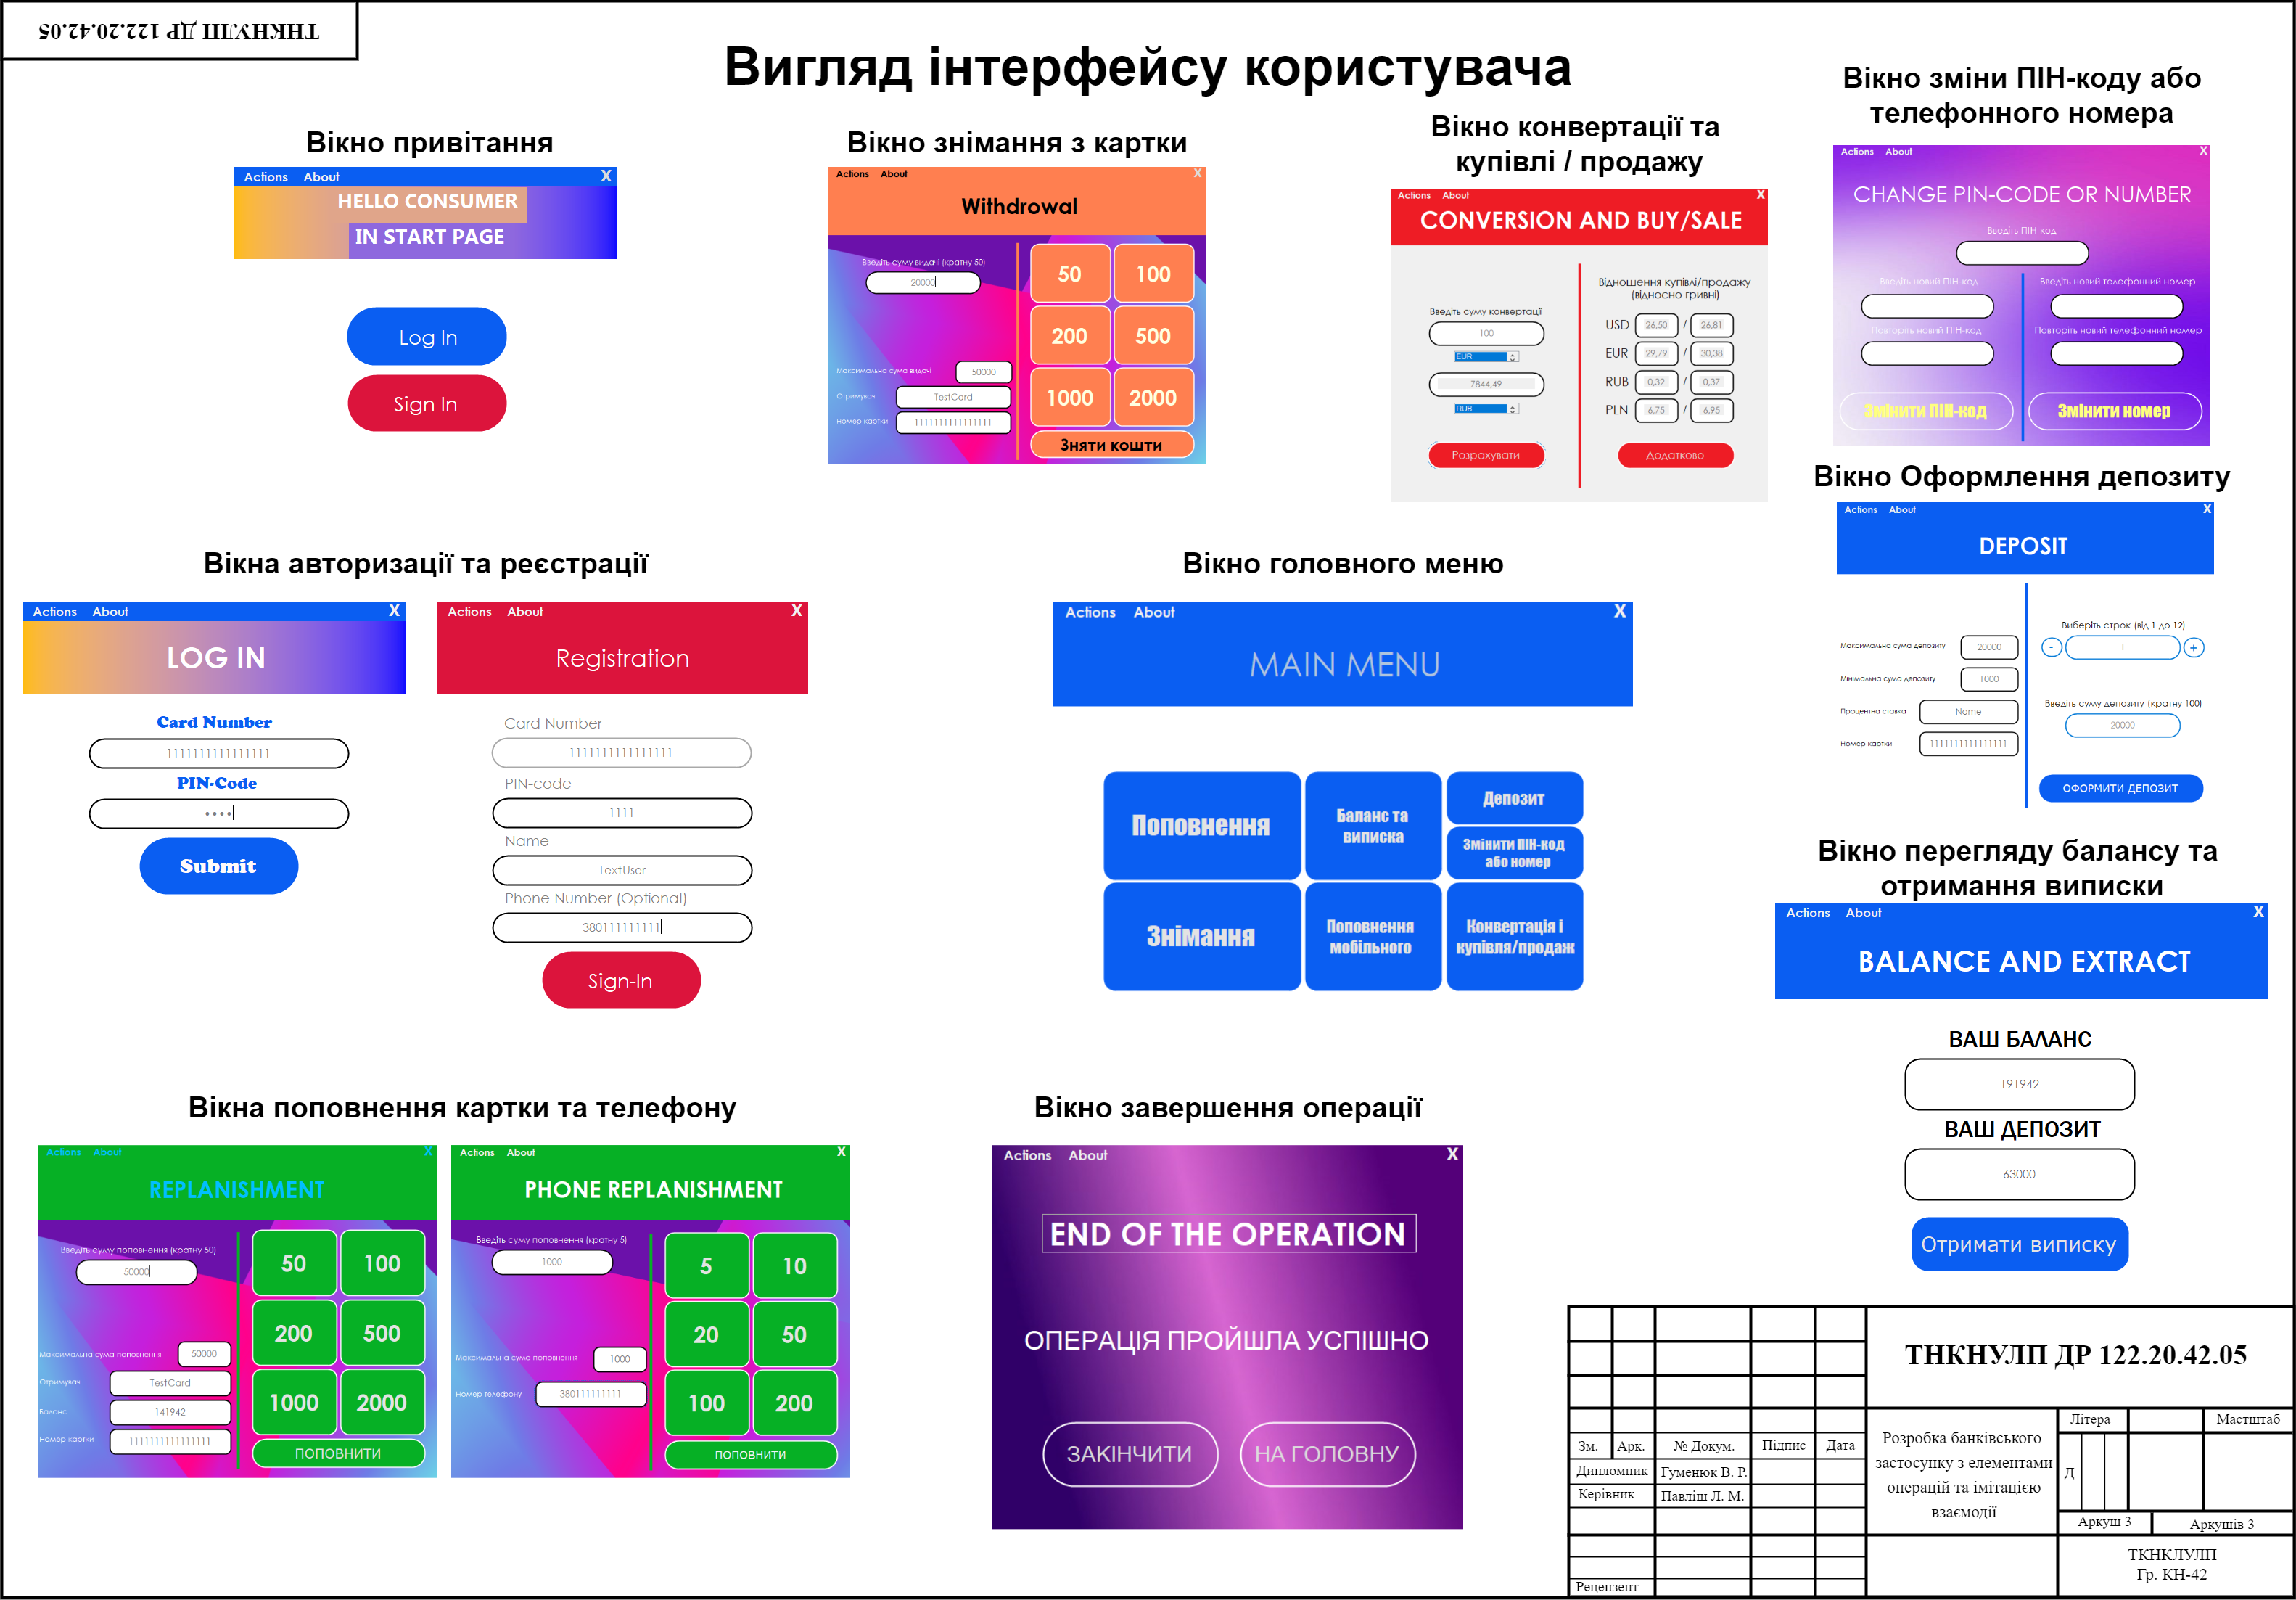 ТНКНУЛП ДР 122.20.42.05
Вигляд інтерфейсу користувача
Вікно привітання
Actions About X
HELLO CONSUMER
IN START PAGE
Log In
Sign In
Вікно знімання з картки
Actions About X
Withdrowal
Введіть суму видачі (кратну 50)
20000
Максимальна сума видачі 50000
Отримувач TestCard
Номер картки 1111111111111111
50 100
200 500
1000 2000
Зняти кошти
Вікно конвертації та
купівлі / продажу
Actions About X
CONVERSION AND BUY/SALE
Введіть суму конвертації
100
EUR
7844,49
RUB
Розрахувати
Відношення купівлі/продажу
(відносно гривні)
USD 26,50 / 26,81
EUR 29,79 / 30,38
RUB 0,32 / 0,37
PLN 6,75 / 6,95
Додатково
Вікно зміни ПІН-коду або
телефонного номера
Actions About X
CHANGE PIN-CODE OR NUMBER
Введіть ПІН-код
Введіть новий ПІН-код Введіть новий телефонний номер
Повторіть новий ПІН-код Повторіть новий телефонний номер
Змінити ПІН-код Змінити номер
Вікно Оформлення депозиту
Actions About X
DEPOSIT
Максимальна сума депозиту 20000
Мінімальна сума депозиту 1000
Процентна ставка Name
Номер картки 1111111111111111
Виберіть строк (від 1 до 12)
- 1 +
Введіть суму депозиту (кратну 100)
20000
ОФОРМИТИ ДЕПОЗИТ
Вікна авторизації та реєстрації
Actions About X
LOG IN
Card Number
1111111111111111
PIN-Code
••••
Submit
Actions About X
Registration
Card Number
1111111111111111
PIN-code
1111
Name
TextUser
Phone Number (Optional)
380111111111
Sign-In
Вікно головного меню
Actions About X
MAIN MENU
Поповнення
Баланс та
виписка
Депозит
Змінити ПІН-код
або номер
Знімання
Поповнення
мобільного
Конвертація і
купівля/продаж
Вікно перегляду балансу та
отримання виписки
Actions About X
BALANCE AND EXTRACT
ВАШ БАЛАНС
191942
ВАШ ДЕПОЗИТ
63000
Отримати виписку
Вікна поповнення картки та телефону
Actions About X
REPLANISHMENT
Введіть суму поповнення (кратну 50)
50000
Максимальна сума поповнення 50000
Отримувач TestCard
Баланс 141942
Номер картки 1111111111111111
50 100
200 500
1000 2000
ПОПОВНИТИ
Actions About X
PHONE REPLANISHMENT
Введіть суму поповнення (кратну 5)
1000
Максимальна сума поповнення 1000
Номер телефону 380111111111
5 10
20 50
100 200
ПОПОВНИТИ
Вікно завершення операції
Actions About X
END OF THE OPERATION
ОПЕРАЦІЯ ПРОЙШЛА УСПІШНО
ЗАКІНЧИТИ НА ГОЛОВНУ
ТНКНУЛП ДР 122.20.42.05
Зм. Арк. № Докум. Підпис Дата
Дипломник Гуменюк В. Р.
Керівник Павліш Л. М.
Рецензент
Розробка банківського
застосунку з елементами
операцій та імітацією
взаємодії
Літера Мастштаб
Д
Аркуш 3 Аркушів 3
ТКНКЛУЛП
Гр. КН-42